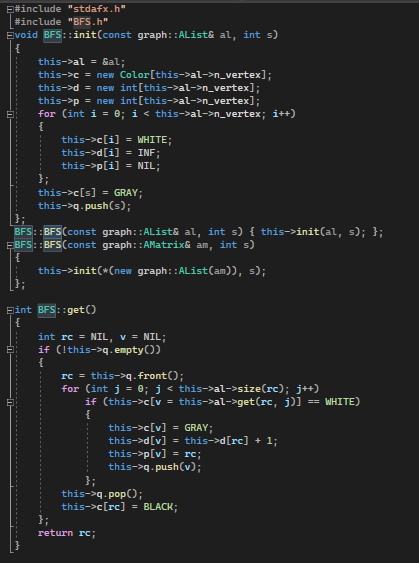 #include "stdafx.h"
#include "BFS.h"
void BFS::init(const graph::AList& al, int s)
{
    this->al = &al;
    this->c = new Color[this->al->n_vertex];
    this->d = new int[this->al->n_vertex];
    this->p = new int[this->al->n_vertex];
    for (int i = 0; i < this->al->n_vertex; i++)
    {
        this->c[i] = WHITE;
        this->d[i] = INF;
        this->p[i] = NIL;
    };
    this->c[s] = GRAY;
    this->q.push(s);
};
BFS::BFS(const graph::AList& al, int s) { this->init(al, s); };
BFS::BFS(const graph::AMatrix& am, int s)
{
    this->init(*(new graph::AList(am)), s);
};

int BFS::get()
{
    int rc = NIL, v = NIL;
    if (!this->q.empty())
    {
        rc = this->q.front();
        for (int j = 0; j < this->al->size(rc); j++)
            if (this->c[v = this->al->get(rc, j)] == WHITE)
            {
                this->c[v] = GRAY;
                this->d[v] = this->d[rc] + 1;
                this->p[v] = rc;
                this->q.push(v);
            };
        this->q.pop();
        this->c[rc] = BLACK;
    };
    return rc;
}